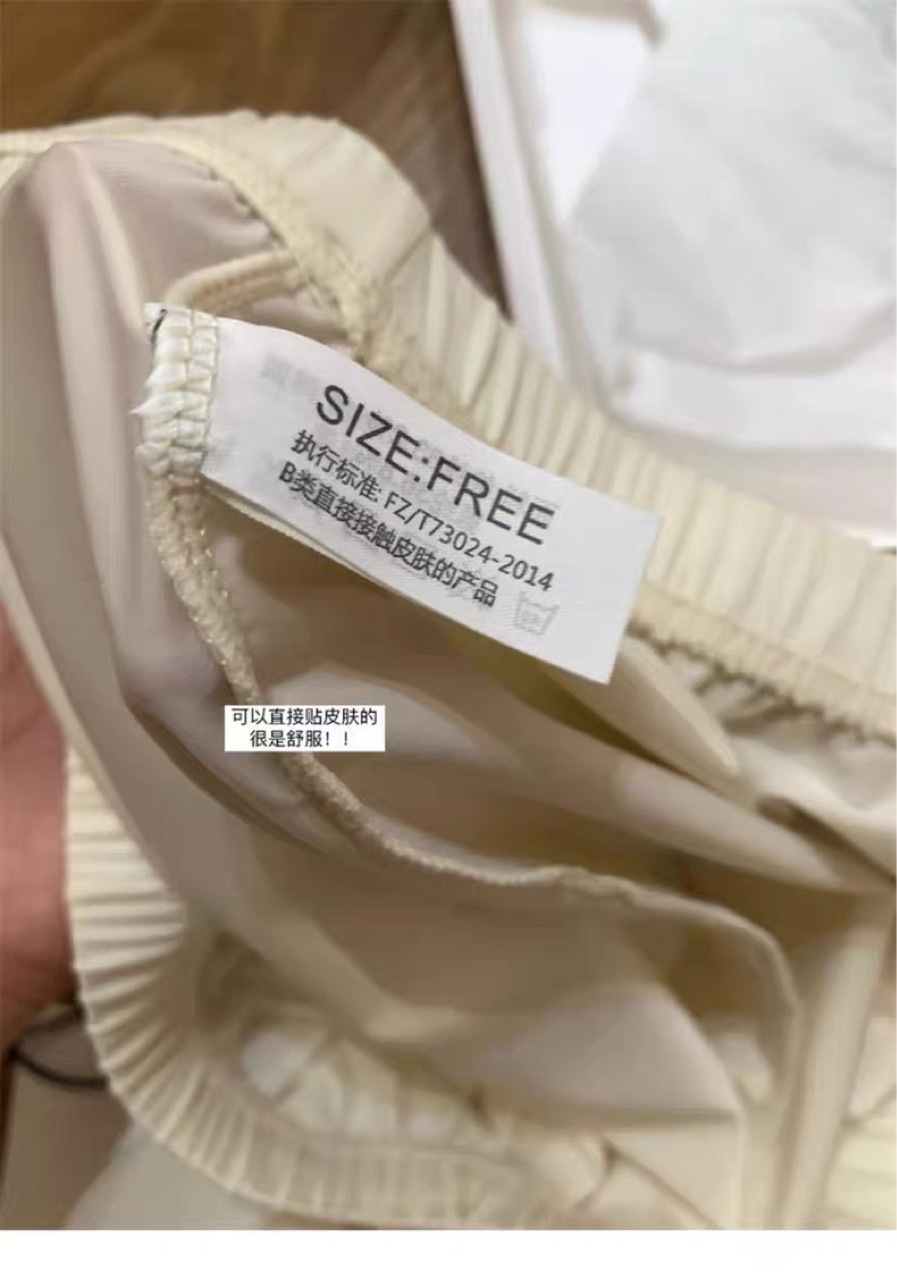 SIZE:FREE
执行标准: FZ/T73024-2014
B类直接接触皮肤的产品
可以直接贴皮肤的
很是舒服！！